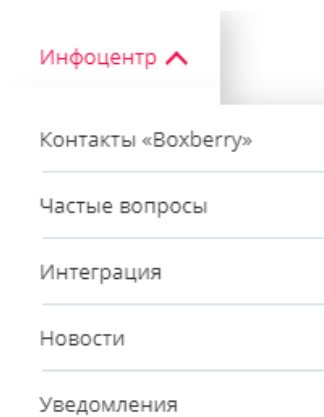 Инфоцентр
Контакты «Boxberry»
Частые вопросы
Интеграция
Новости
Уведомления